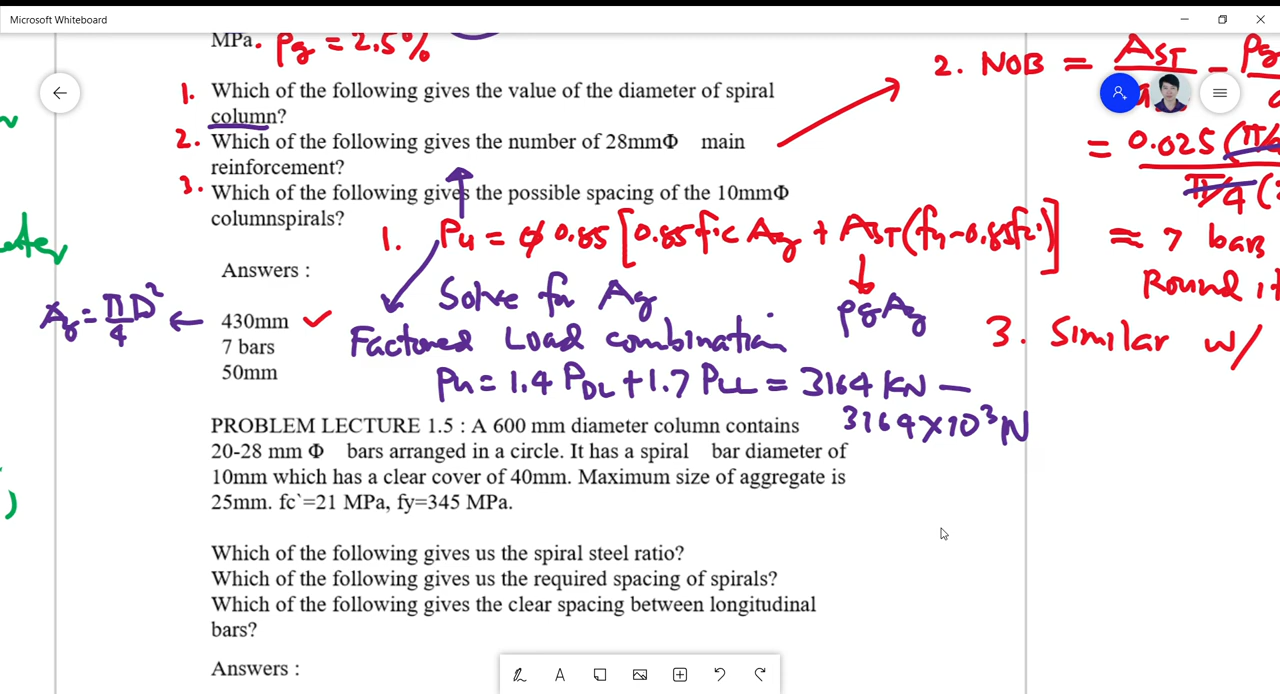 Microsoft Whiteboard
MPa. ρg = 2.5%
1. Which of the following gives the value of the diameter of spiral
column?
2. Which of the following gives the number of 28mmΦ main
reinforcement?
3. Which of the following gives the possible spacing of the 10mmΦ
columnspirals?
2. NOB = AST
= 0.025 (π/
π/4 (
≈ 7 bars
Round it
3. Similar w/
1. Pu = ϕ 0.85 [0.85f'c Ag + AST (fy-0.85fc')]
ρgAg
Answers :
Solve for Ag
Ag = π/4 D²
430mm
Factored Load combination
7 bars
50mm
Pu = 1.4 PDL + 1.7 PLL = 3164 KN –
3164x10³N
PROBLEM LECTURE 1.5 : A 600 mm diameter column contains
20-28 mm Φ bars arranged in a circle. It has a spiral bar diameter of
10mm which has a clear cover of 40mm. Maximum size of aggregate is
25mm. fc`=21 MPa, fy=345 MPa.
Which of the following gives us the spiral steel ratio?
Which of the following gives us the required spacing of spirals?
Which of the following gives the clear spacing between longitudinal
bars?
Answers :